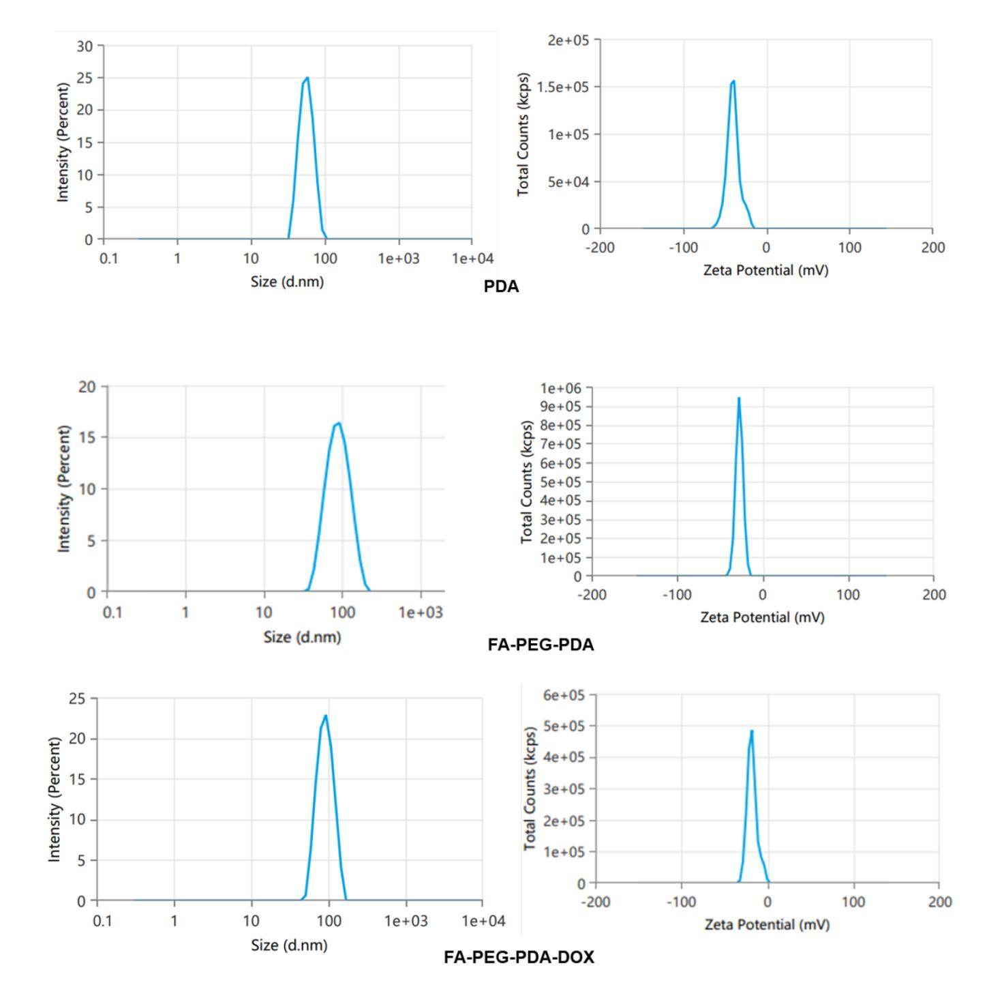 30
25
20
15
10
5
0
Intensity (Percent)
0.1 1 10 100 1e+03 1e+04
Size (d.nm)
2e+05
1.5e+05
1e+05
5e+04
0
Total Counts (kcps)
-200 -100 0 100 200
Zeta Potential (mV)
PDA
20
15
10
5
0
Intensity (Percent)
0.1 1 10 100 1e+03
Size (d.nm)
1e+06
9e+05
8e+05
7e+05
6e+05
5e+05
4e+05
3e+05
2e+05
1e+05
0
Total Counts (kcps)
-200 -100 0 100 200
Zeta Potential (mV)
FA-PEG-PDA
25
20
15
10
5
0
Intensity (Percent)
0.1 1 10 100 1e+03 1e+04
Size (d.nm)
6e+05
5e+05
4e+05
3e+05
2e+05
1e+05
0
Total Counts (kcps)
-200 -100 0 100 200
Zeta Potential (mV)
FA-PEG-PDA-DOX